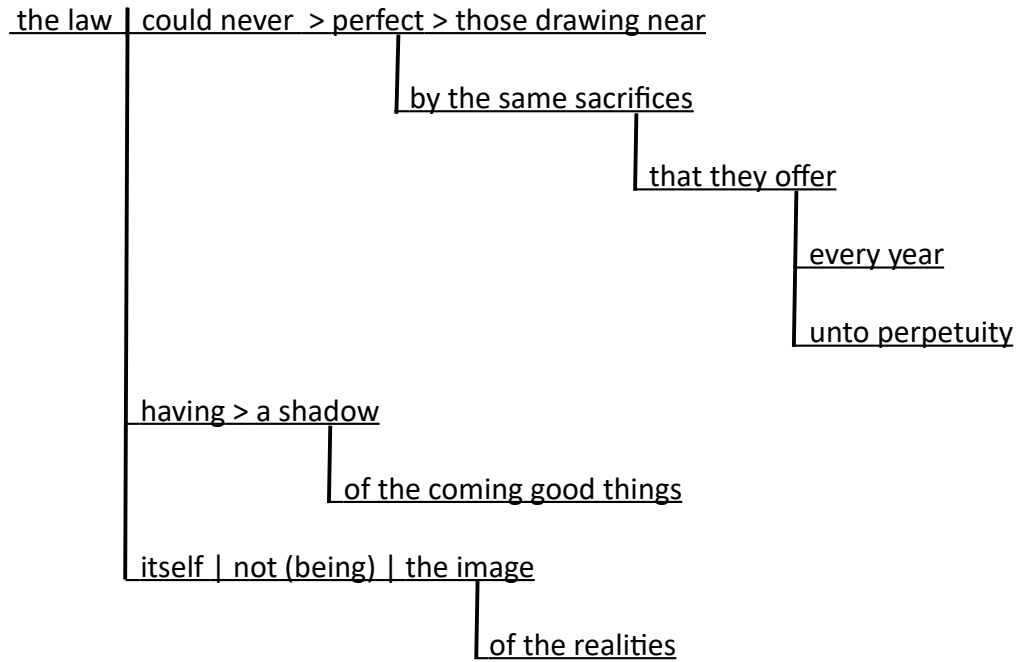 the law | could never > perfect > those drawing near
by the same sacrifices
that they offer
every year
unto perpetuity
having > a shadow
of the coming good things
itself | not (being) | the image
of the realities